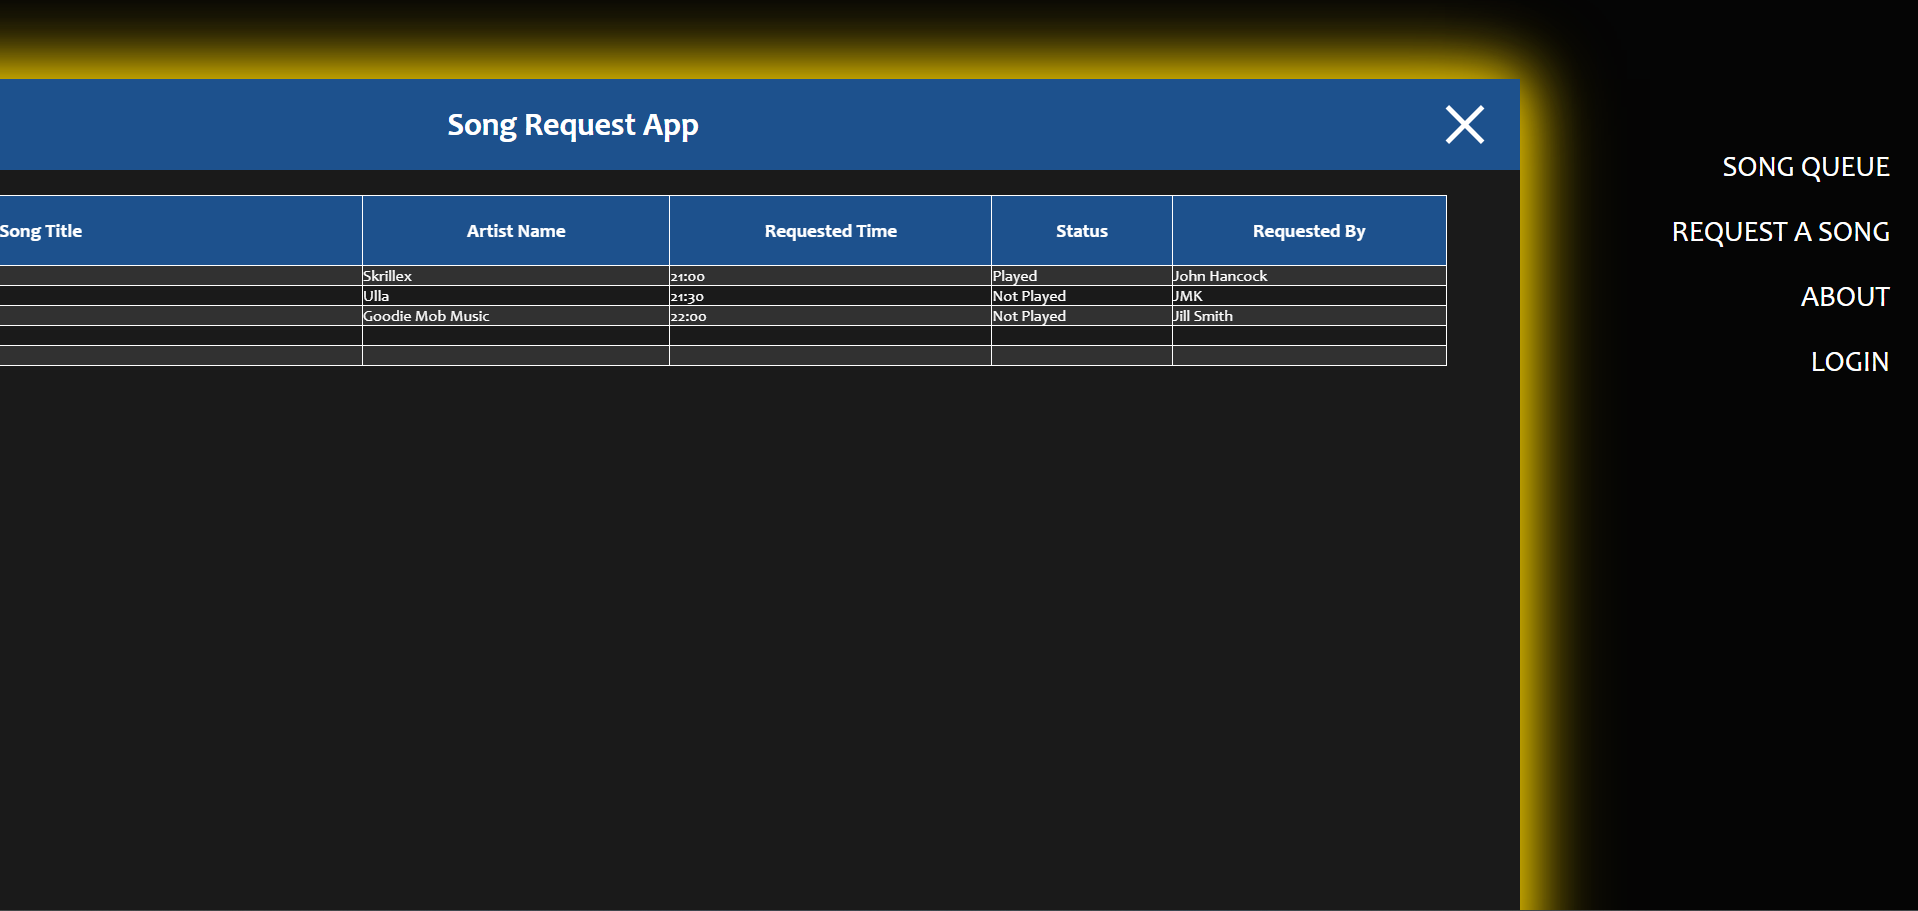 Song Request App
Song Title Artist Name Requested Time Status Requested By
Skrillex 21:00 Played John Hancock
Ulla 21:30 Not Played JMK
Goodie Mob Music 22:00 Not Played Jill Smith
SONG QUEUE
REQUEST A SONG
ABOUT
LOGIN